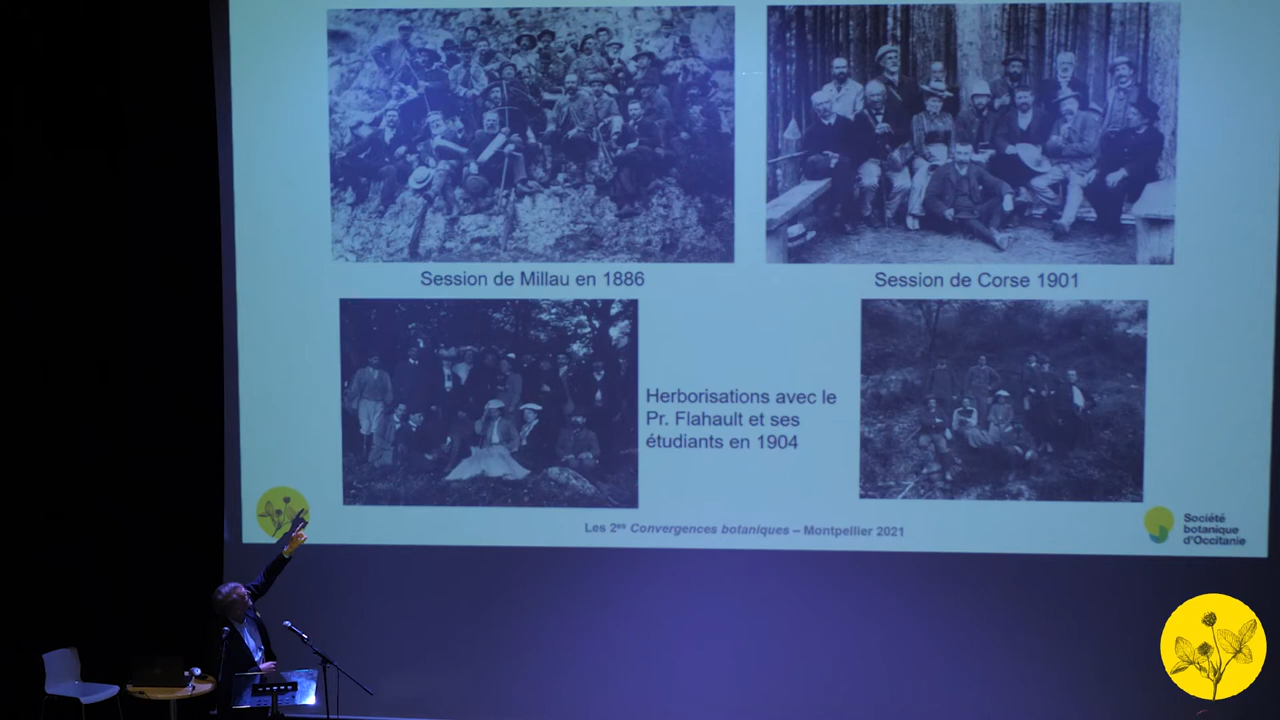 Session de Millau en 1886
Session de Corse 1901
Herborisations avec le
Pr. Flahault et ses
étudiants en 1904
Les 2es Convergences botaniques – Montpellier 2021
Société
botanique
d'Occitanie